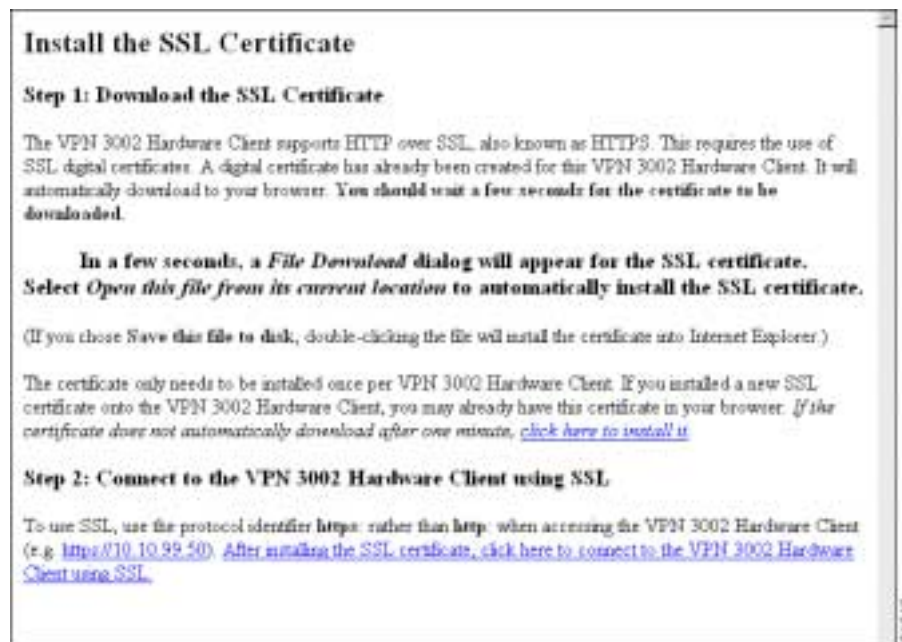 Install the SSL Certificate
Step 1: Download the SSL Certificate
The VPN 3002 Hardware Client supports HTTP over SSL, also known as HTTPS. This requires the use of
SSL digital certificates. A digital certificate has already been created for this VPN 3002 Hardware Client. It will
automatically download to your browser. You should wait a few seconds for the certificate to be
downloaded.
In a few seconds, a File Download dialog will appear for the SSL certificate.
Select Open this file from its current location to automatically install the SSL certificate.
(If you chose Save this file to disk, double-clicking the file will install the certificate into Internet Explorer.)
The certificate only needs to be installed once per VPN 3002 Hardware Client. If you installed a new SSL
certificate onto the VPN 3002 Hardware Client, you may already have this certificate in your browser. If the
certificate does not automatically download after one minute, click here to install it.
Step 2: Connect to the VPN 3002 Hardware Client using SSL
To use SSL, use the protocol identifier https: rather than http: when accessing the VPN 3002 Hardware Client
(e.g. https://10.10.99.50). After installing the SSL certificate, click here to connect to the VPN 3002 Hardware
Client using SSL.